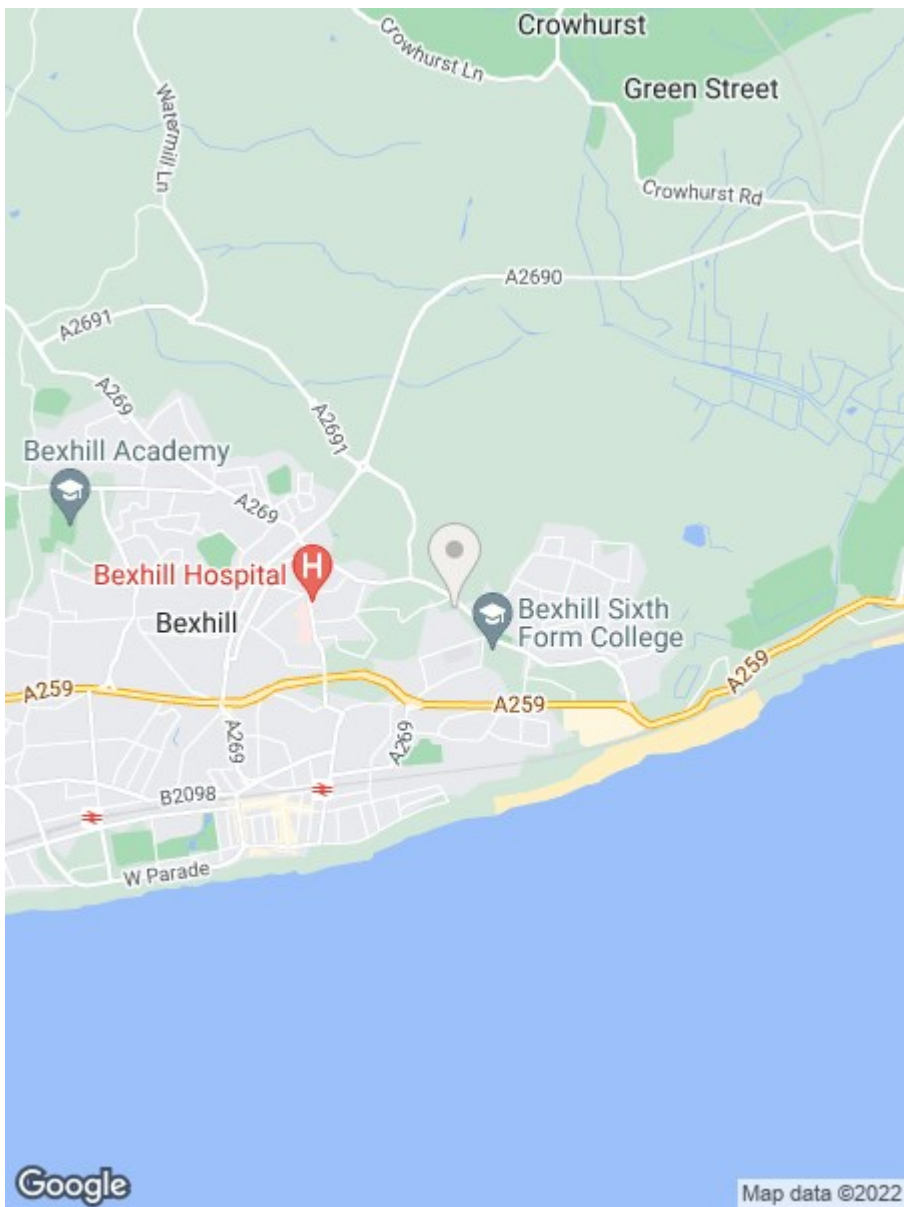 Crowhurst
Crowhurst Ln
Green Street
Watermill Ln
Crowhurst Rd
A2690
A2691
A269
A2691
Bexhill Academy
A269
Bexhill Hospital
H
Bexhill
Bexhill Sixth
Form College
A259
A259
A259
A269
A269
B2098
W Parade
Google
Map data ©2022